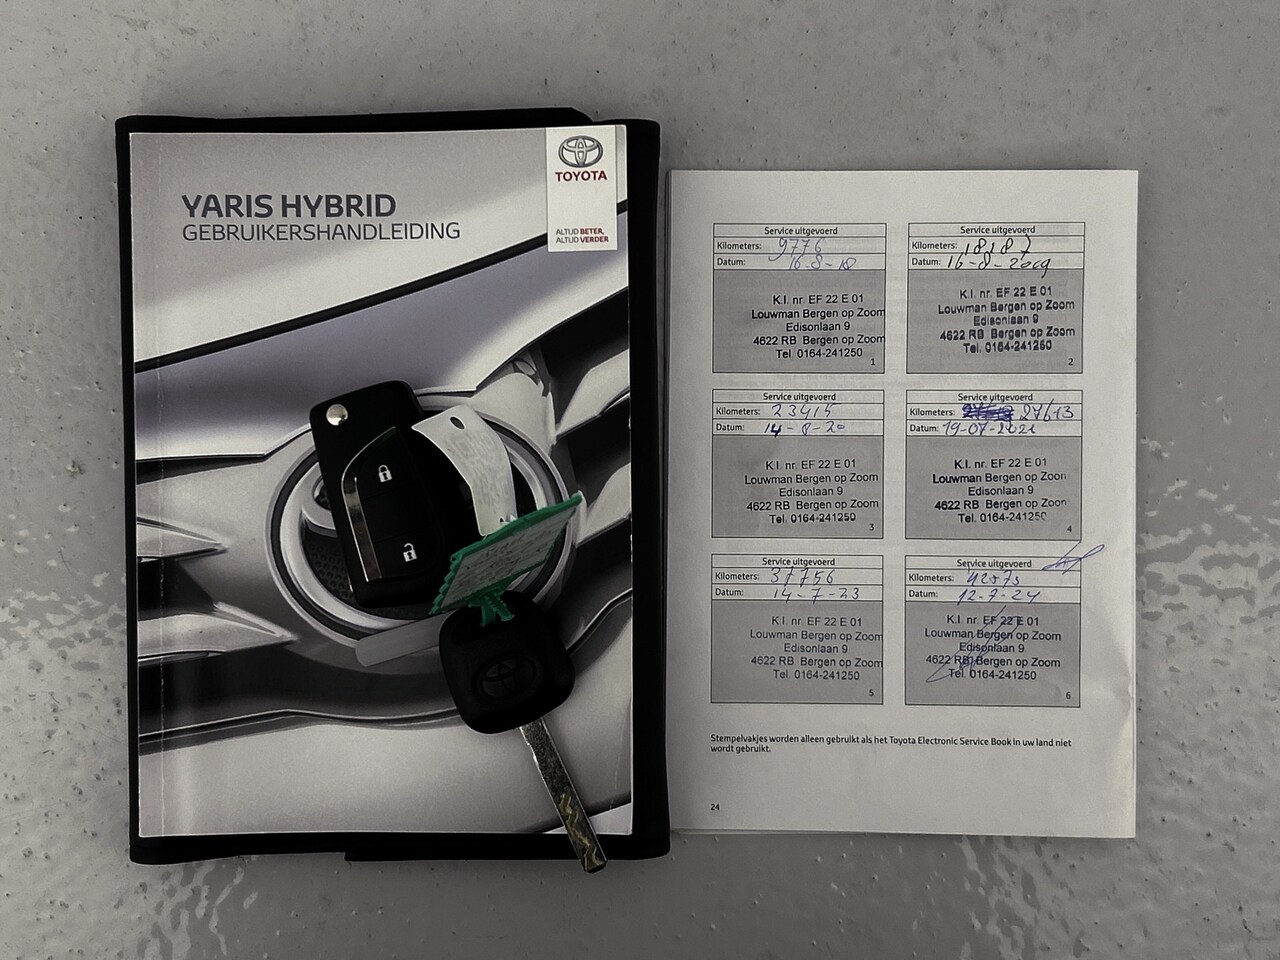 YARIS HYBRID
GEBRUIKERSHANDLEIDING
TOYOTA
ALTIJD BETER,
ALTIJD VERDER
Service uitgevoerd
Kilometers: 9776
Datum: 16-8-18
K.I. nr EF 22 E 01
Louwman Bergen op Zoom
Edisonlaan 9
4622 RB Bergen op Zoom
Tel. 0164-241250
1
Service uitgevoerd
Kilometers: 18187
Datum: 16-8-2019
K.I. nr. EF 22 E 01
Louwman Bergen op Zoom
Edisonlaan 9
4622 RB Bergen op Zoom
Tel. 0164-241250
2
Service uitgevoerd
Kilometers: 23415
Datum: 14-8-20
K.I. nr EF 22 E 01
Louwman Bergen op Zoom
Edisonlaan 9
4622 RB Bergen op Zoom
Tel. 0164-241250
3
Service uitgevoerd
Kilometers: 27613
Datum: 19-07-2021
K.I. nr EF 22 E 01
Louwman Bergen op Zoom
Edisonlaan 9
4622 RB Bergen op Zoom
Tel. 0164-241250
4
Service uitgevoerd
Kilometers: 37756
Datum: 14-7-23
K.I. nr EF 22 E 01
Louwman Bergen op Zoom
Edisonlaan 9
4622 RB Bergen op Zoom
Tel 0164-241250
5
Service uitgevoerd
Kilometers:
Datum: 12-7-24
K.I. nr. EF 22 E 01
Louwman Bergen op Zoom
Edisonlaan 9
4622 RB Bergen op Zoom
Tel 0164-241250
6
Stempelvakjes worden alleen gebruikt als het Toyota Electronic Service Book in uw land niet
wordt gebruikt.
24